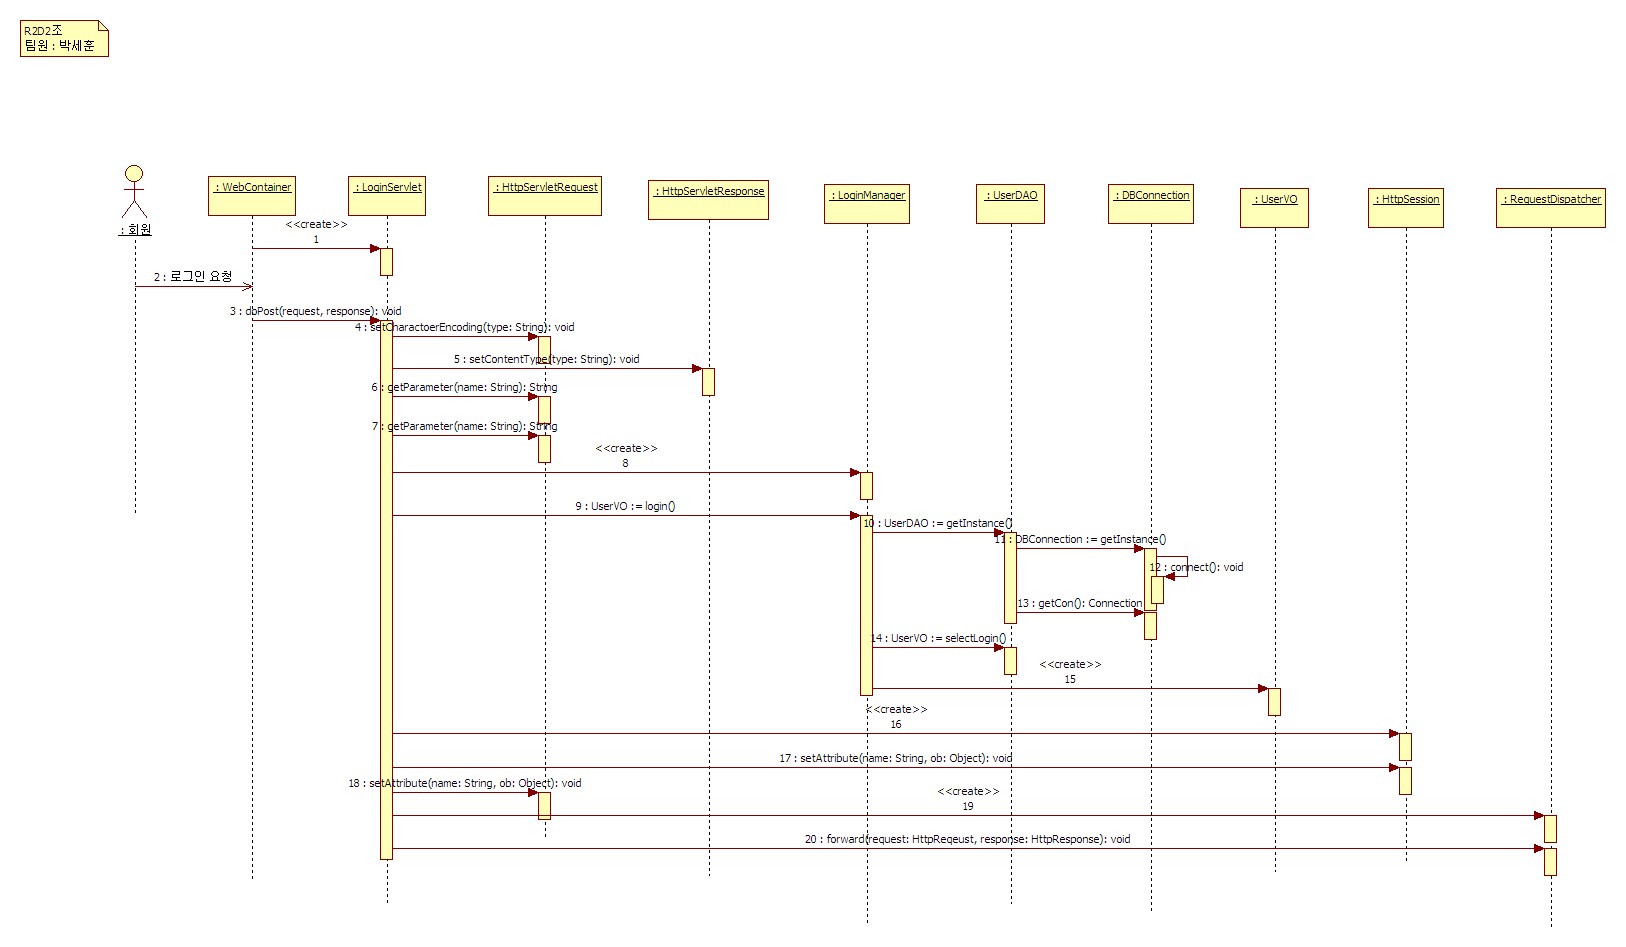 R2D2조
팀원 : 박세훈
: 회원
: WebContainer
: LoginServlet
: HttpServletRequest
: HttpServletResponse
: LoginManager
: UserDAO
: DBConnection
: UserVO
: HttpSession
: RequestDispatcher
<<create>>
1
2 : 로그인 요청
3 : doPost(request, response): void
4 : setCharactoerEncoding(type: String): void
5 : setContentType(type: String): void
6 : getParameter(name: String): String
7 : getParameter(name: String): String
<<create>>
8
9 : UserVO := login()
10 : UserDAO := getInstance()
11 : DBConnection := getInstance()
12 : connect(): void
13 : getCon(): Connection
14 : UserVO := selectLogin()
<<create>>
15
<<create>>
16
17 : setAttribute(name: String, ob: Object): void
18 : setAttribute(name: String, ob: Object): void
<<create>>
19
20 : forward(request: HttpReqeust, response: HttpResponse): void